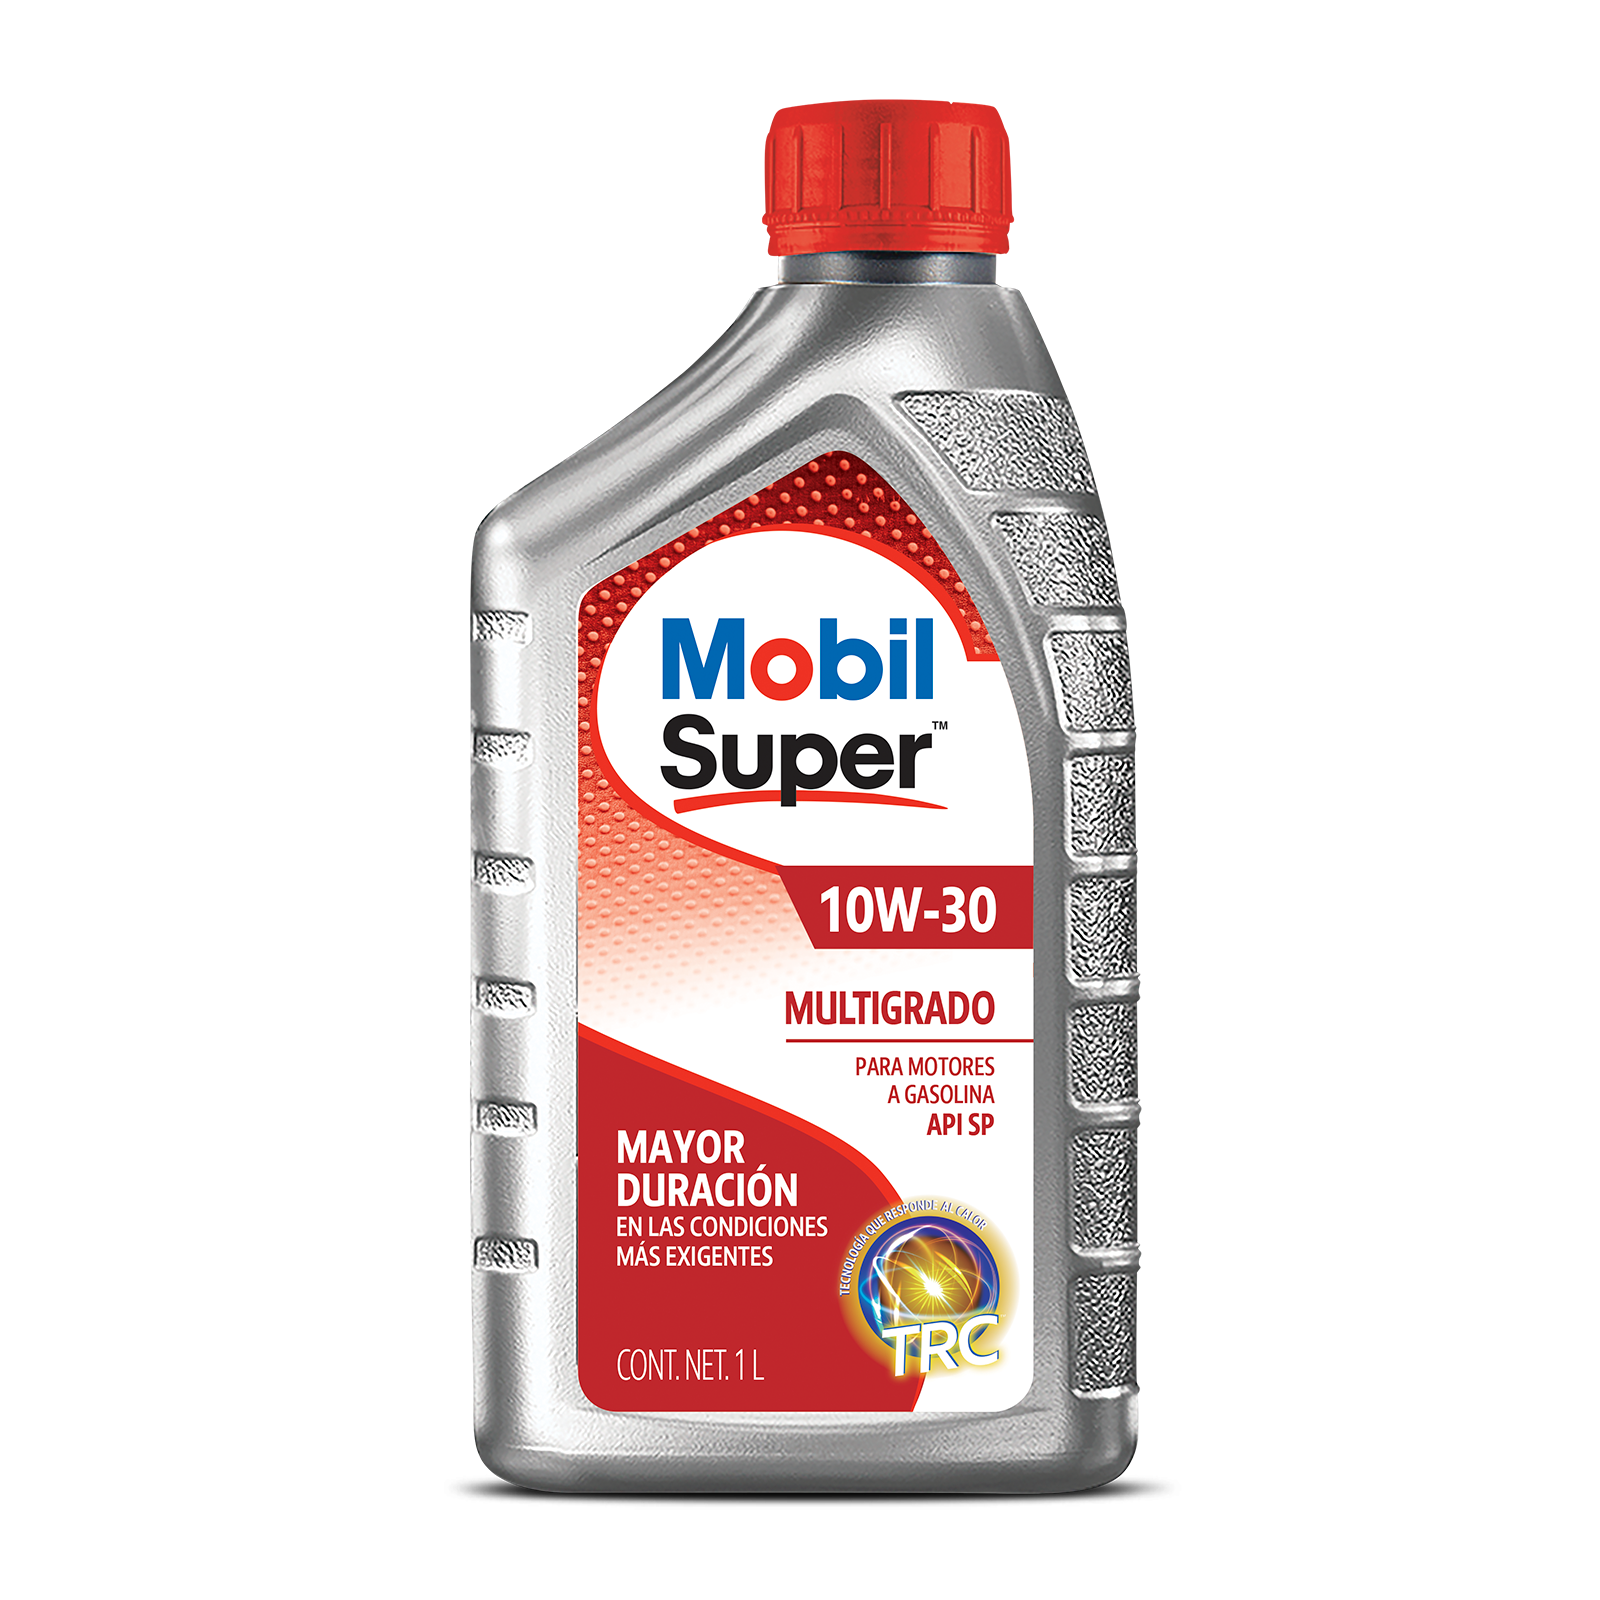 Mobil
Super™
10W-30
MULTIGRADO
PARA MOTORES
A GASOLINA
API SP
MAYOR
DURACIÓN
EN LAS CONDICIONES
MÁS EXIGENTES
TECNOLOGÍA QUE RESPONDE AL CALOR
TRC
CONT. NET. 1 L